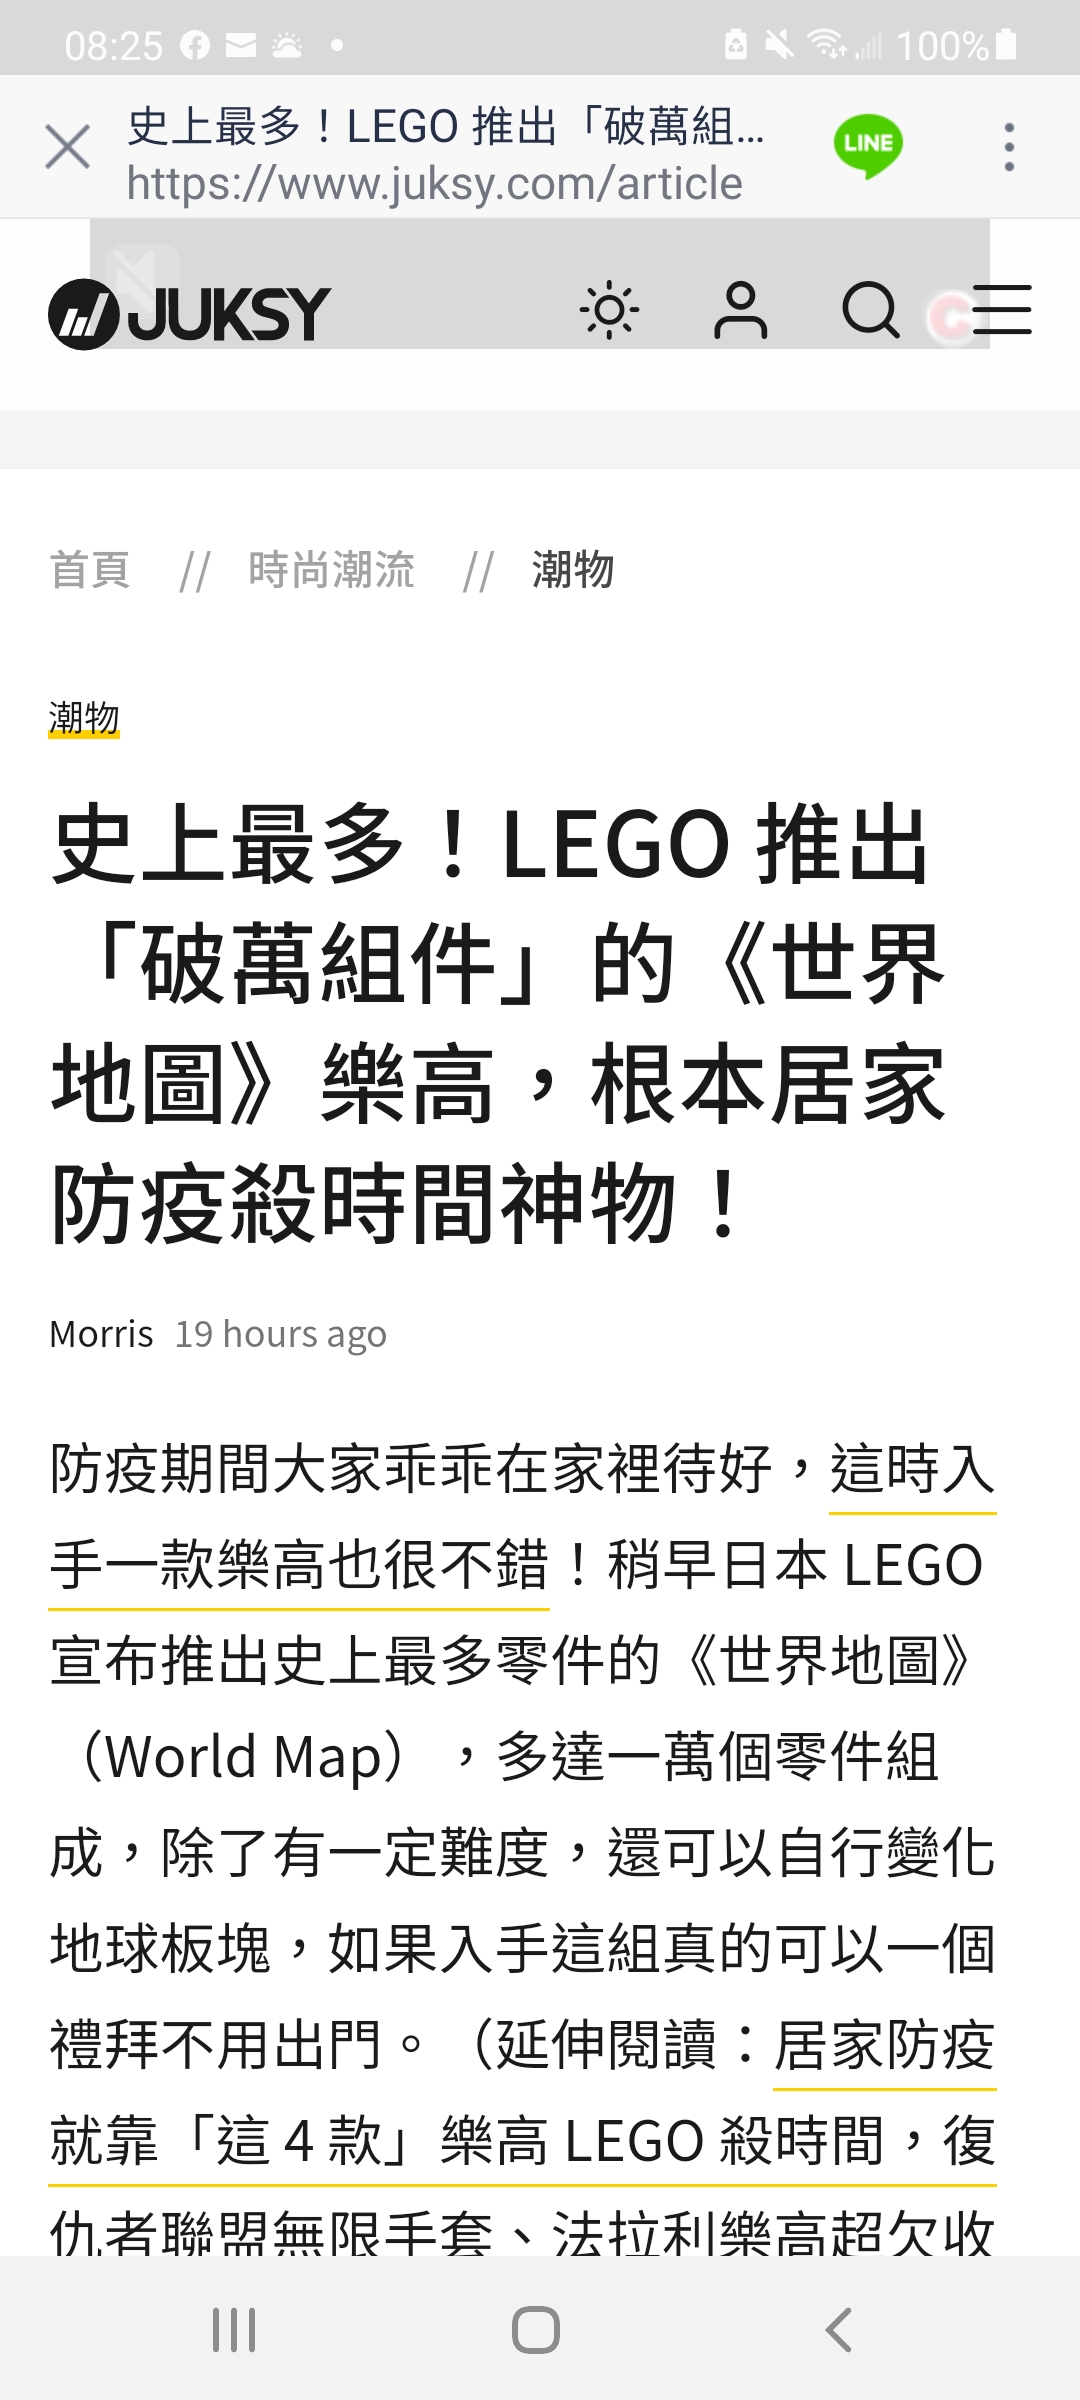 08:25
100%
史上最多！LEGO 推出「破萬組...
LINE
https://www.juksy.com/article
JUKSY
首頁 // 時尚潮流 // 潮物
潮物
史上最多！LEGO 推出
「破萬組件」的《世界
地圖》樂高，根本居家
防疫殺時間神物！
Morris 19 hours ago
防疫期間大家乖乖在家裡待好，這時入
手一款樂高也很不錯！稍早日本 LEGO
宣布推出史上最多零件的《世界地圖》
（World Map），多達一萬個零件組
成，除了有一定難度，還可以自行變化
地球板塊，如果入手這組真的可以一個
禮拜不用出門。（延伸閱讀：居家防疫
就靠「這 4 款」樂高 LEGO 殺時間，復
仇者聯盟無限手套、法拉利樂高超欠收